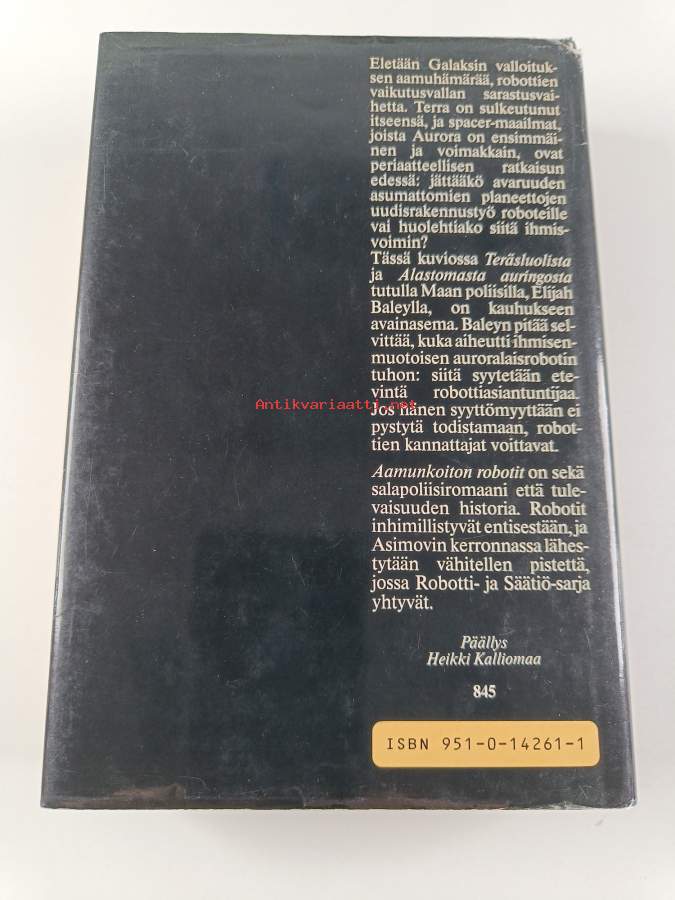 Eletään Galaksin valloituk-
sen aamuhämärää, robottien
vaikutusvallan sarastusvai-
hetta. Terra on sulkeutunut
itseensä, ja spacer-maailmat,
joista Aurora on ensimmäi-
nen ja voimakkain, ovat
periaatteellisen ratkaisun
edessä: jättääkö avaruuden
asumattomien planeettojen
uudisrakennustyö roboteille
vai huolehtiako siitä ihmis-
voimin?
Tässä kuviossa Teräsluolista
ja Alastomasta auringosta
tutulla Maan poliisilla, Elijah
Baleylla, on kauhukseen
avainasema. Baleyn pitää sel-
vittää, kuka aiheutti ihmisen-
muotoisen auroralaisrobotin
tuhon: siitä syytetään ete-
vintä robottiasiantuntijaa.
Antikvariaatti.net
Jos hänen syyttömyyttään ei
pystytä todistamaan, robot-
tien kannattajat voittavat.
Aamunkoiton robotit on sekä
salapoliisiromaani että tule-
vaisuuden historia. Robotit
inhimillistyvät entisestään, ja
Asimovin kerronnassa lähes-
tytään vähitellen pistettä,
jossa Robotti- ja Säätiö-sarja
yhtyvät.
Päällys
Heikki Kalliomaa
845
ISBN 951-0-14261-1